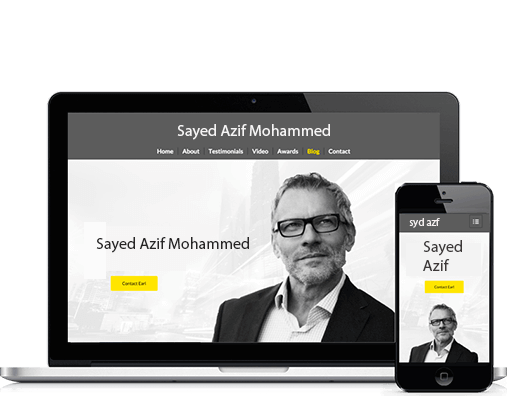 Sayed Azif Mohammed
Home About Testimonials Video Awards Blog Contact
Sayed Azif Mohammed
Contact Earl
syd azf
Sayed
Azif
Contact Earl